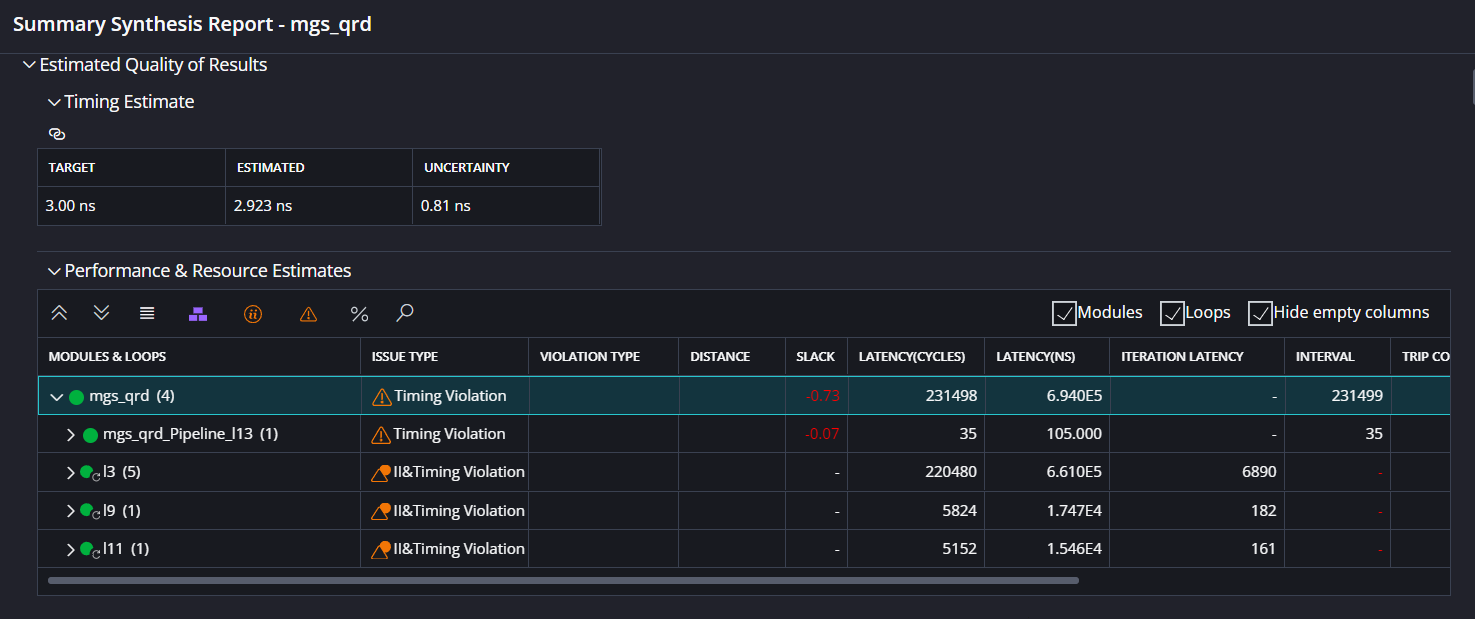 Summary Synthesis Report - mgs_qrd
Estimated Quality of Results
Timing Estimate
TARGET ESTIMATED UNCERTAINTY
3.00 ns 2.923 ns 0.81 ns
Performance & Resource Estimates
ii % Modules Loops Hide empty columns
MODULES & LOOPS ISSUE TYPE VIOLATION TYPE DISTANCE SLACK LATENCY(CYCLES) LATENCY(NS) ITERATION LATENCY INTERVAL TRIP CO
mgs_qrd (4) Timing Violation -0.73 231498 6.940E5 - 231499
mgs_qrd_Pipeline_l13 (1) Timing Violation -0.07 35 105.000 - 35
l3 (5) II&Timing Violation - 220480 6.610E5 6890 -
l9 (1) II&Timing Violation - 5824 1.747E4 182 -
l11 (1) II&Timing Violation - 5152 1.546E4 161 -